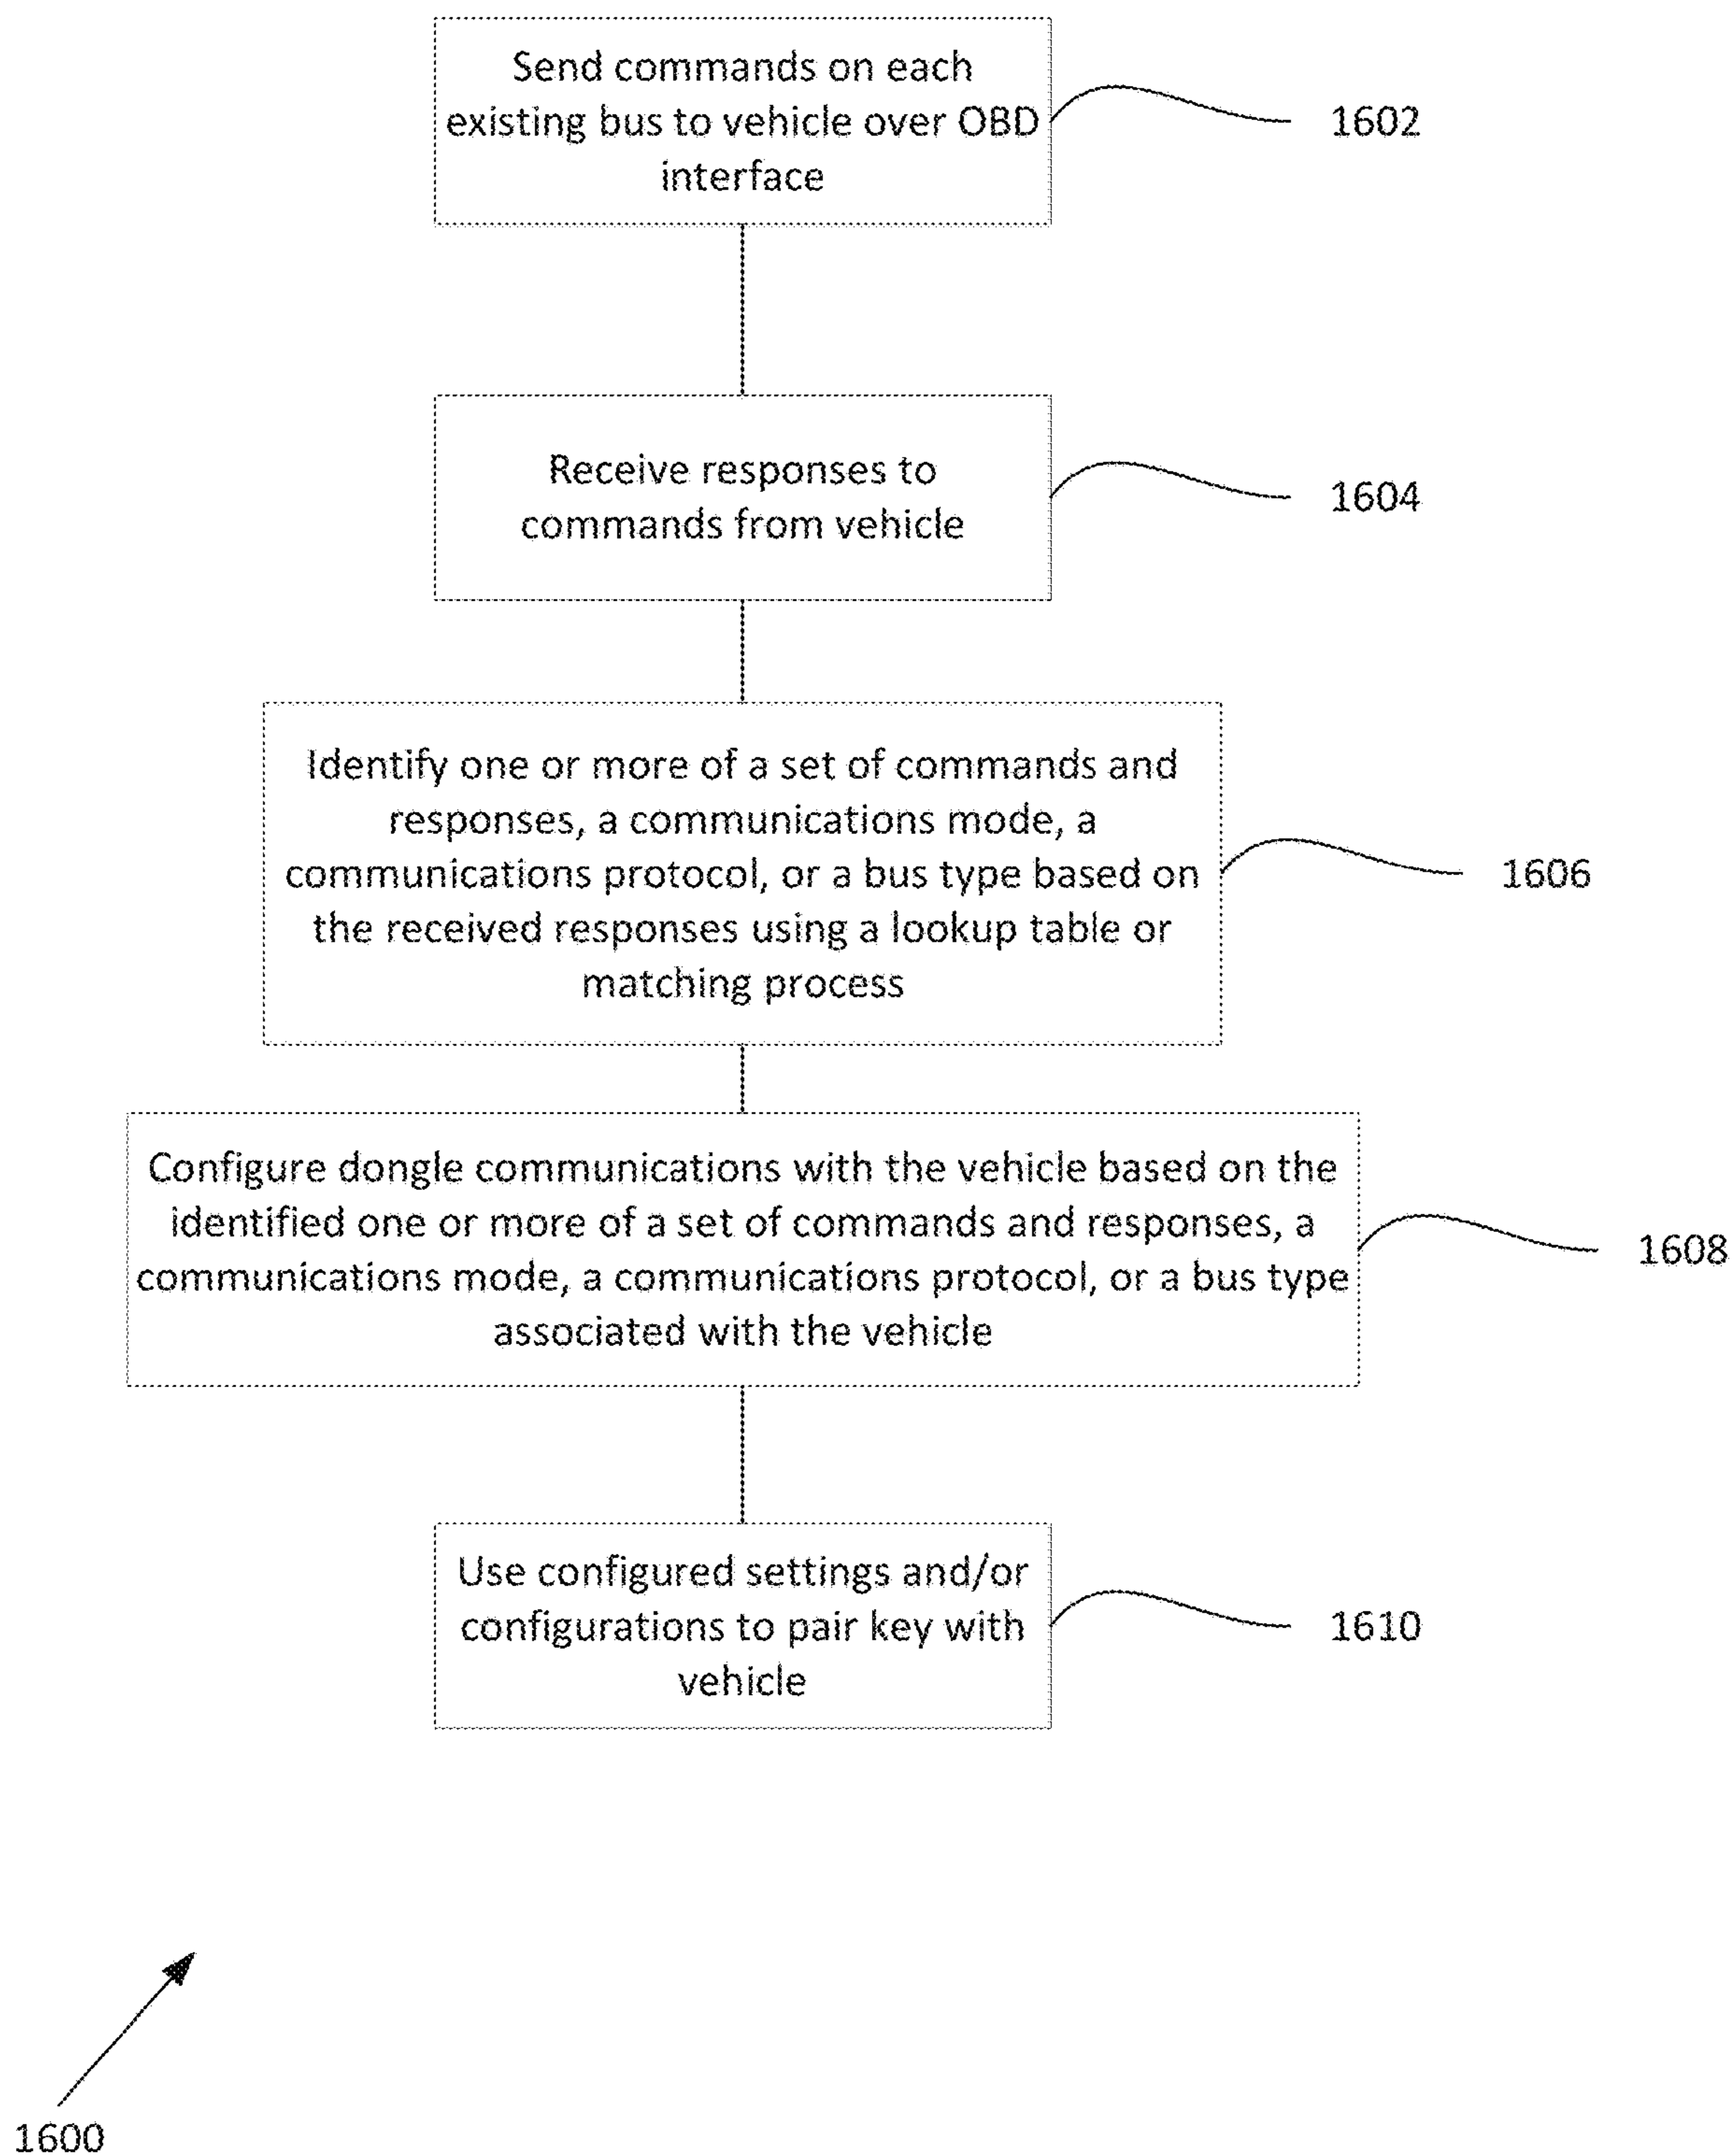 Send commands on each
existing bus to vehicle over OBD
interface
1602
Receive responses to
commands from vehicle
1604
Identify one or more of a set of commands and
responses, a communications mode, a
communications protocol, or a bus type based on
the received responses using a lookup table or
matching process
1606
Configure dongle communications with the vehicle based on the
identified one or more of a set of commands and responses, a
communications mode, a communications protocol, or a bus type
associated with the vehicle
1608
Use configured settings and/or
configurations to pair key with
vehicle
1610
1600